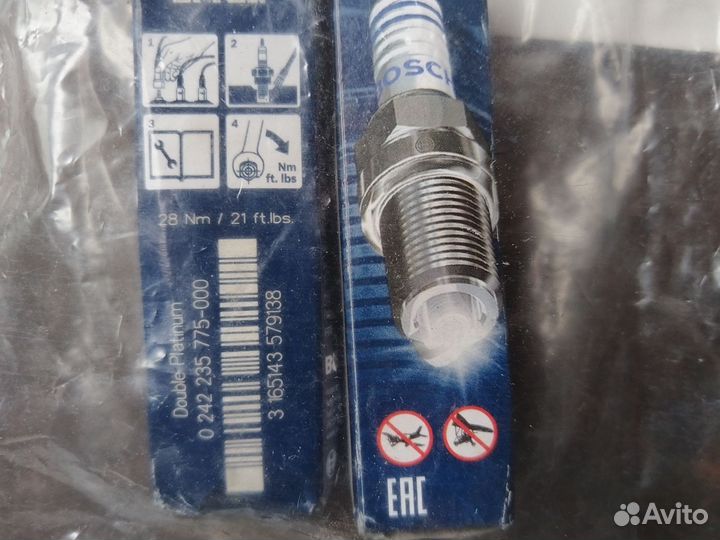 1
2
3
4
Nm
ft. lbs
28 Nm / 21 ft.lbs.
Double Platinum
0 242 235 775-000
3 165143 579138
BOSCH
EAC
Avito